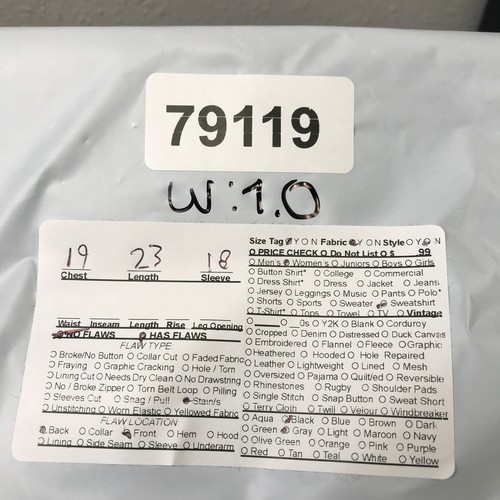 79119
W:1.0
19 23 18
Chest Length Sleeve
Waist Inseam Length Rise Leg Opening
NO FLAWS O HAS FLAWS
FLAW TYPE
O Broke/No Button O Collar Cut O Faded Fabric
O Fraying O Graphic Cracking O Hole / Torn
O Lining Cut O Needs Dry Clean O No Drawstring
O No / Broke Zipper O Torn Belt Loop O Pilling
O Sleeves Cut O Snag / Pull Stain/s
O Unstitching O Worn Elastic O Yellowed Fabric
FLAW LOCATION
Back O Collar Front O Hem O Hood
O Lining O Side Seam O Sleeve O Underarm
Size Tag Y O N Fabric Y O N Style O Y N
O PRICE CHECK O Do Not List O $ 99
O Men's Women's O Juniors O Boys O Girls
O Button Shirt* O College O Commercial
O Dress Shirt* O Dress O Jacket O Jeans
O Jersey O Leggings O Music O Pants O Polo*
O Shorts O Sports O Sweater Sweatshirt
O T-Shirt* O Tops O Towel O TV O Vintage
O 0s O Y2K O Blank O Corduroy
O Cropped O Denim O Distressed O Duck Canvas
O Embroidered O Flannel O Fleece O Graphic
O Heathered O Hooded O Hole Repaired
O Leather O Lightweight O Lined O Mesh
O Oversized O Pajama O Quilt/ed O Reversible
O Rhinestones O Rugby O Shoulder Pads
O Single Stitch O Snap Button O Sweat Short
O Terry Cloth O Twill O Velour O Windbreaker
O Aqua Black O Blue O Brown O Dark
O Green Gray O Light O Maroon O Navy
O Olive Green O Orange O Pink O Purple
O Red O Tan O Teal O White O Yellow